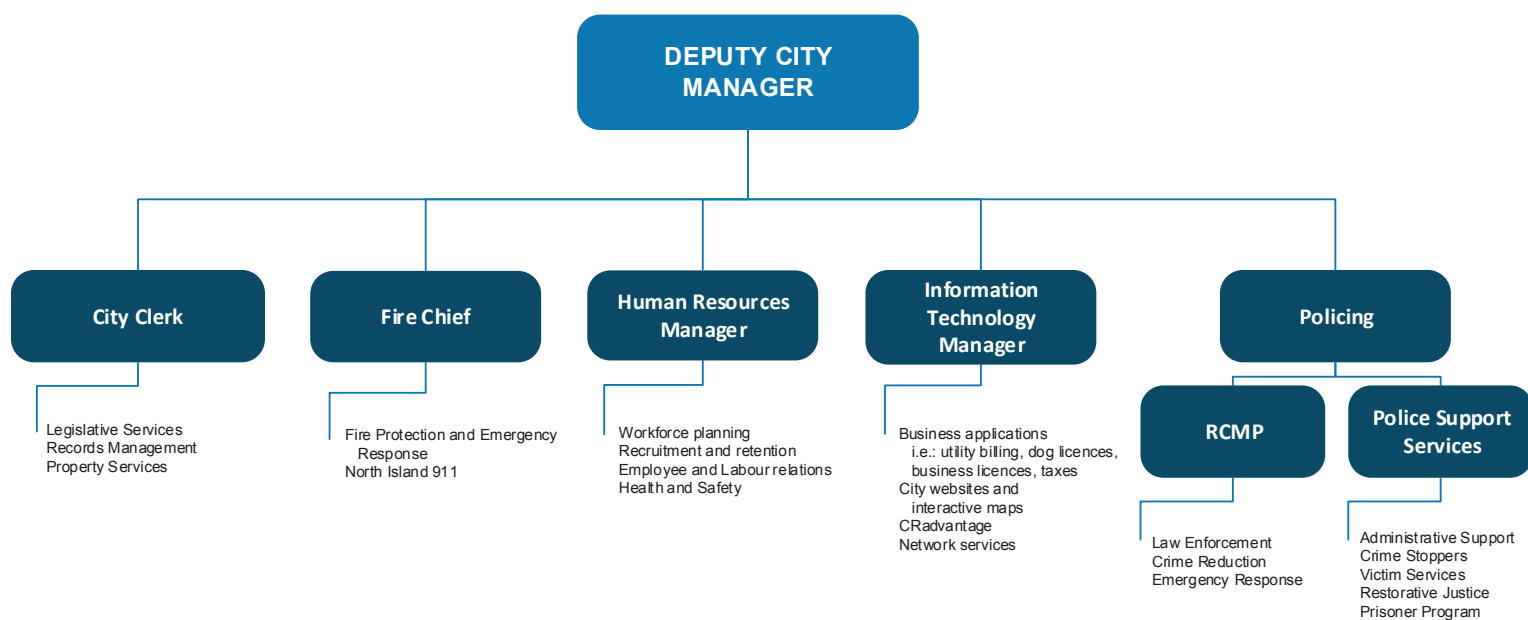 DEPUTY CITY
MANAGER
City Clerk
Fire Chief
Human Resources
Manager
Information
Technology
Manager
Policing
Legislative Services
Records Management
Property Services
Fire Protection and Emergency
Response
North Island 911
Workforce planning
Recruitment and retention
Employee and Labour relations
Health and Safety
Business applications
i.e.: utility billing, dog licences,
business licences, taxes
City websites and
interactive maps
CRadvantage
Network services
RCMP
Police Support
Services
Law Enforcement
Crime Reduction
Emergency Response
Administrative Support
Crime Stoppers
Victim Services
Restorative Justice
Prisoner Program